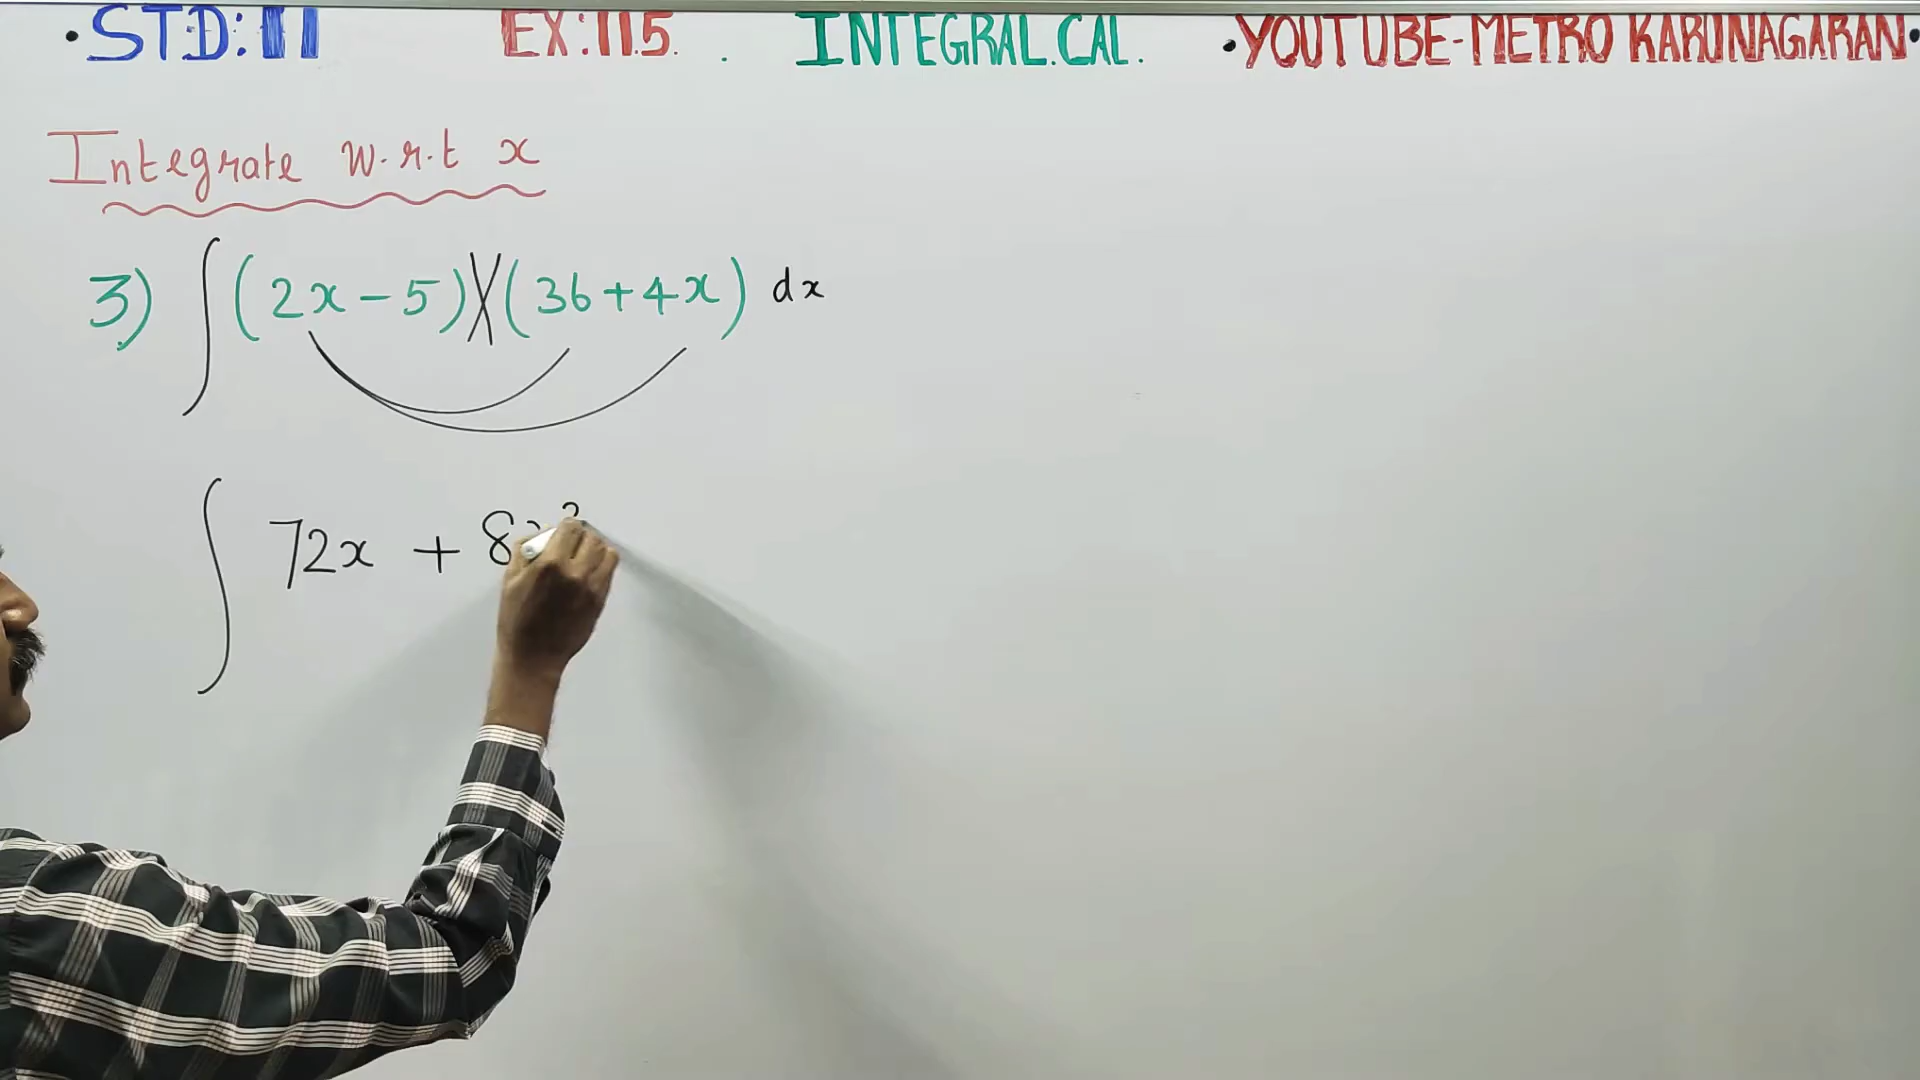 •STD: 11 EX: 11.5. . INTEGRAL.CAL. •YOUTUBE-METRO KARUNAGARAN•
Integrate w.r.t x
3) ∫ (2x-5) X (36+4x) dx
∫ 72x + 8x²